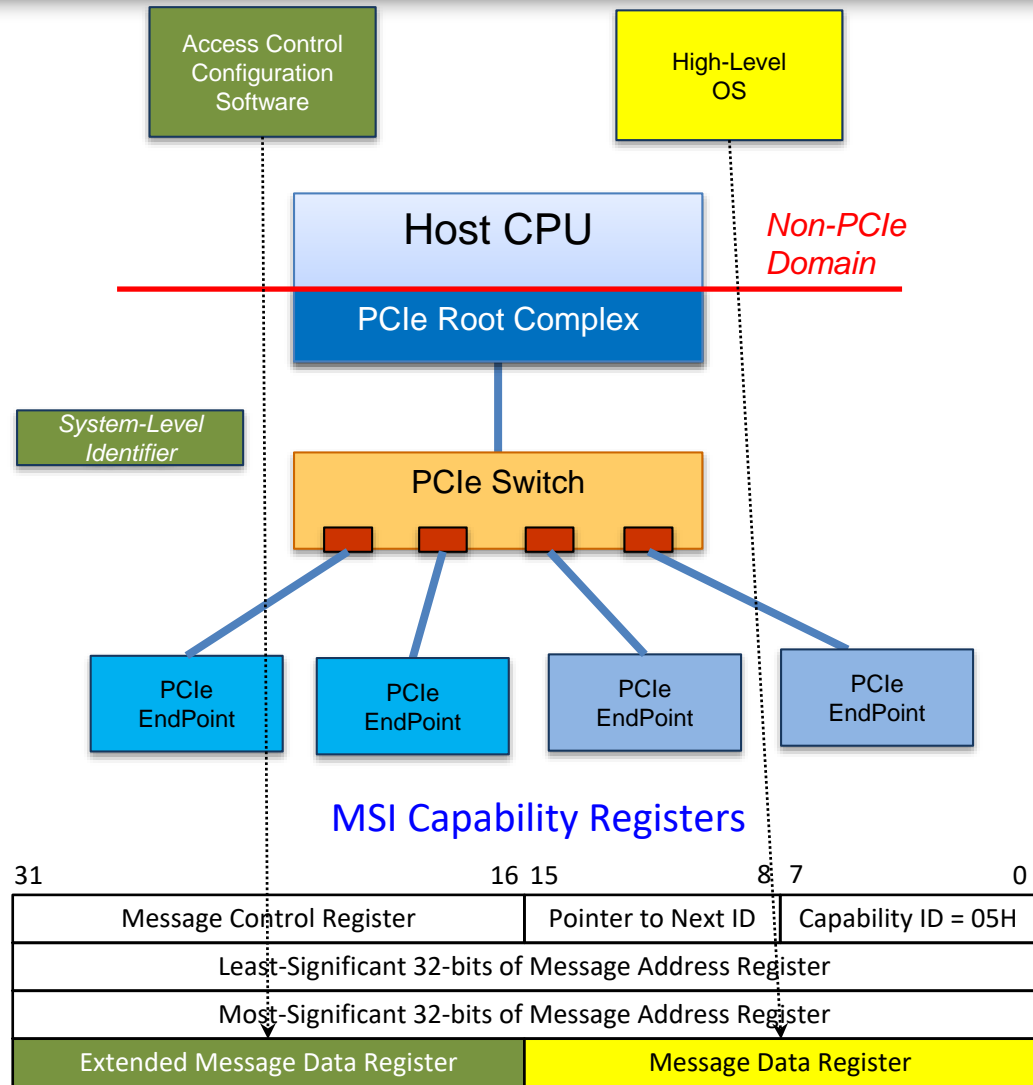 Access Control
Configuration
Software
High-Level
OS
Host CPU
Non-PCIe
Domain
PCIe Root Complex
System-Level
Identifier
PCIe Switch
PCIe
EndPoint
PCIe
EndPoint
PCIe
EndPoint
PCIe
EndPoint
MSI Capability Registers
31 16 15 8 7 0
Message Control Register Pointer to Next ID Capability ID = 05H
Least-Significant 32-bits of Message Address Register
Most-Significant 32-bits of Message Address Register
Extended Message Data Register Message Data Register